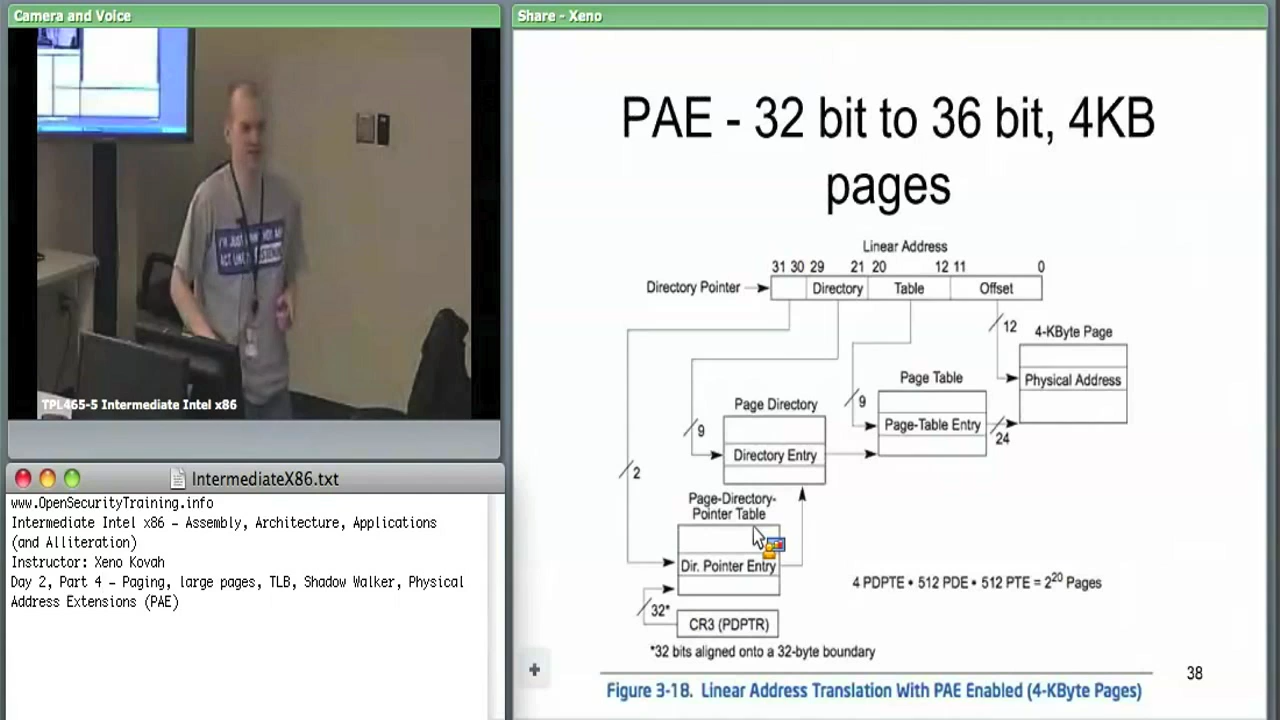 Camera and Voice
TPL465-5 Intermediate Intel x86
IntermediateX86.txt
www.OpenSecurityTraining.info
Intermediate Intel x86 – Assembly, Architecture, Applications
(and Alliteration)
Instructor: Xeno Kovah
Day 2, Part 4 – Paging, large pages, TLB, Shadow Walker, Physical
Address Extensions (PAE)
Share - Xeno
PAE - 32 bit to 36 bit, 4KB
pages
Linear Address
31 30 29 21 20 12 11 0
Directory Pointer
Directory Table Offset
12
4-KByte Page
Physical Address
Page Table
9
Page-Table Entry
24
Page Directory
9
Directory Entry
2
Page-Directory-
Pointer Table
Dir. Pointer Entry
4 PDPTE • 512 PDE • 512 PTE = 2^20 Pages
32*
CR3 (PDPTR)
*32 bits aligned onto a 32-byte boundary
38
Figure 3-18. Linear Address Translation With PAE Enabled (4-KByte Pages)